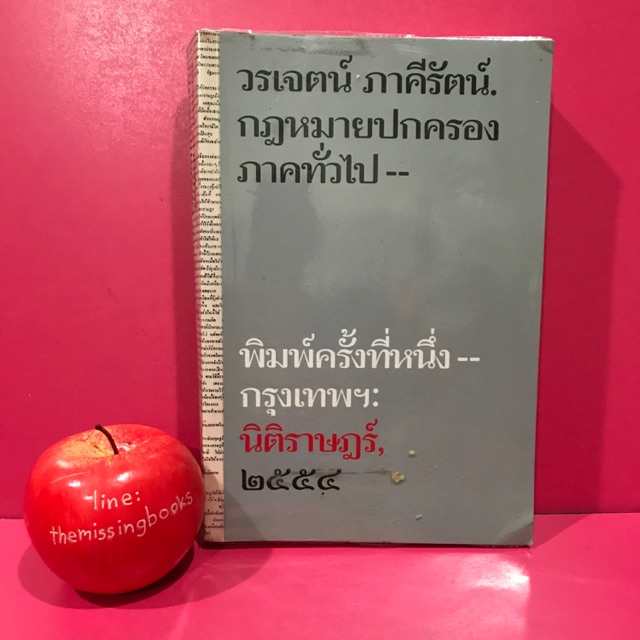 วรเจตน์ ภาคีรัตน์.
กฎหมายปกครอง
ภาคทั่วไป --
พิมพ์ครั้งที่หนึ่ง --
กรุงเทพฯ:
นิติราษฎร์,
๒๕๕๔
line:
themissingbooks